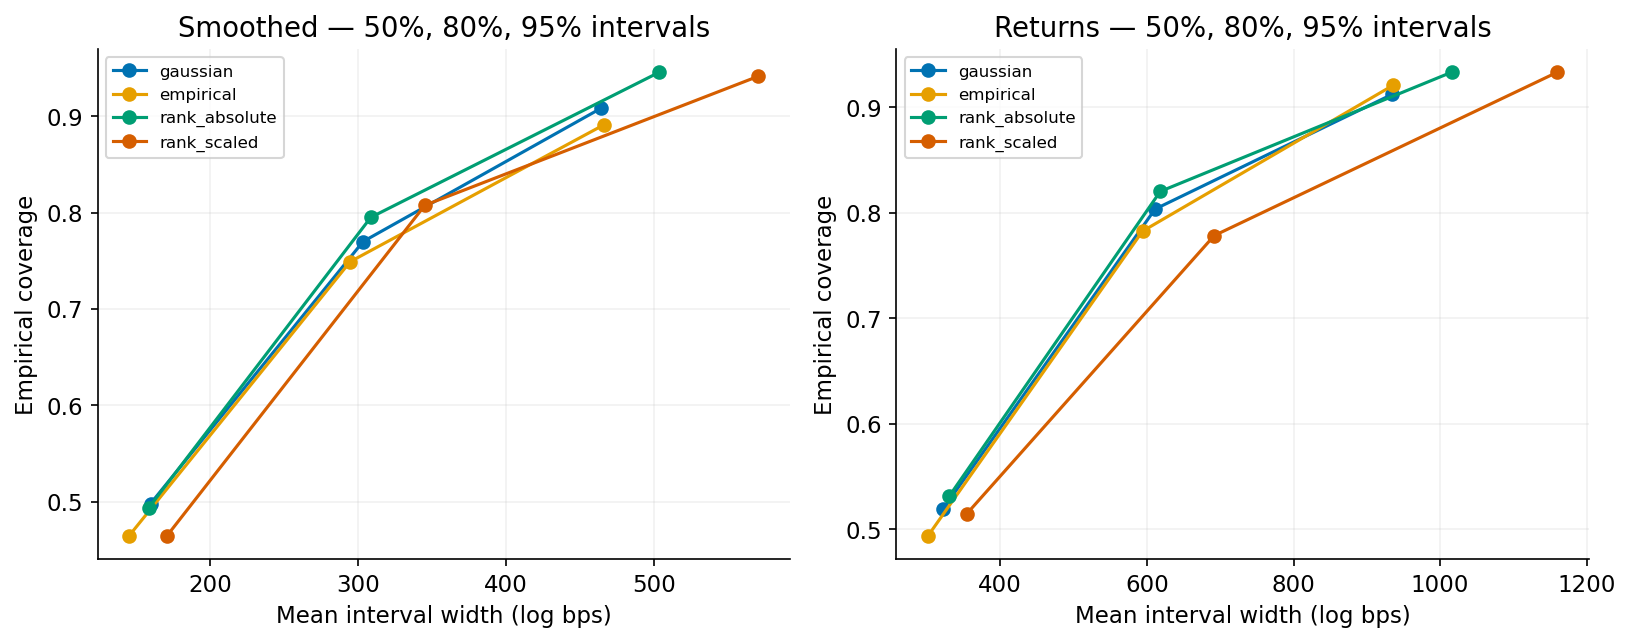 Smoothed — 50%, 80%, 95% intervals
gaussian
empirical
rank_absolute
rank_scaled
Empirical coverage
0.9
0.8
0.7
0.6
0.5
200
300
400
500
Mean interval width (log bps)
Returns — 50%, 80%, 95% intervals
gaussian
empirical
rank_absolute
rank_scaled
Empirical coverage
0.9
0.8
0.7
0.6
0.5
400
600
800
1000
1200
Mean interval width (log bps)